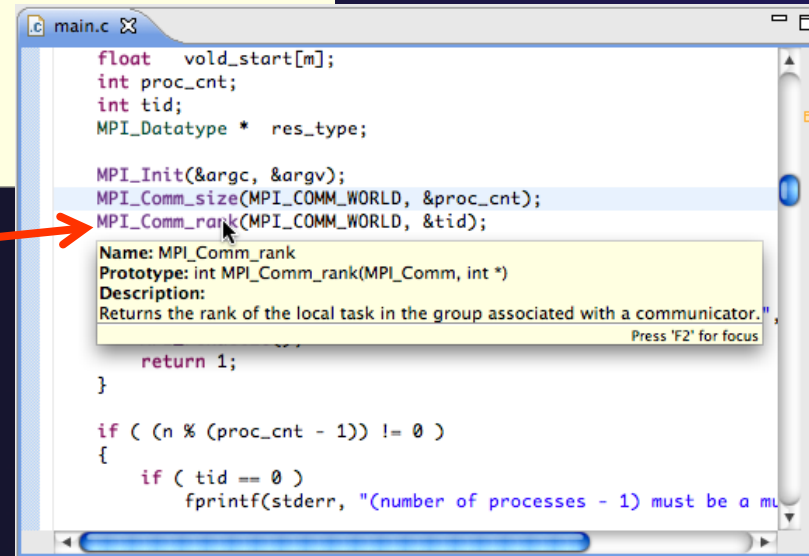 .c main.c
float vold_start[m];
int proc_cnt;
int tid;
MPI_Datatype * res_type;
MPI_Init(&argc, &argv);
MPI_Comm_size(MPI_COMM_WORLD, &proc_cnt);
MPI_Comm_rank(MPI_COMM_WORLD, &tid);
Name: MPI_Comm_rank
Prototype: int MPI_Comm_rank(MPI_Comm, int *)
Description:
Returns the rank of the local task in the group associated with a communicator.",
Press 'F2' for focus
return 1;
}
if ( (n % (proc_cnt - 1)) != 0 )
{
if ( tid == 0 )
fprintf(stderr, "(number of processes - 1) must be a mu